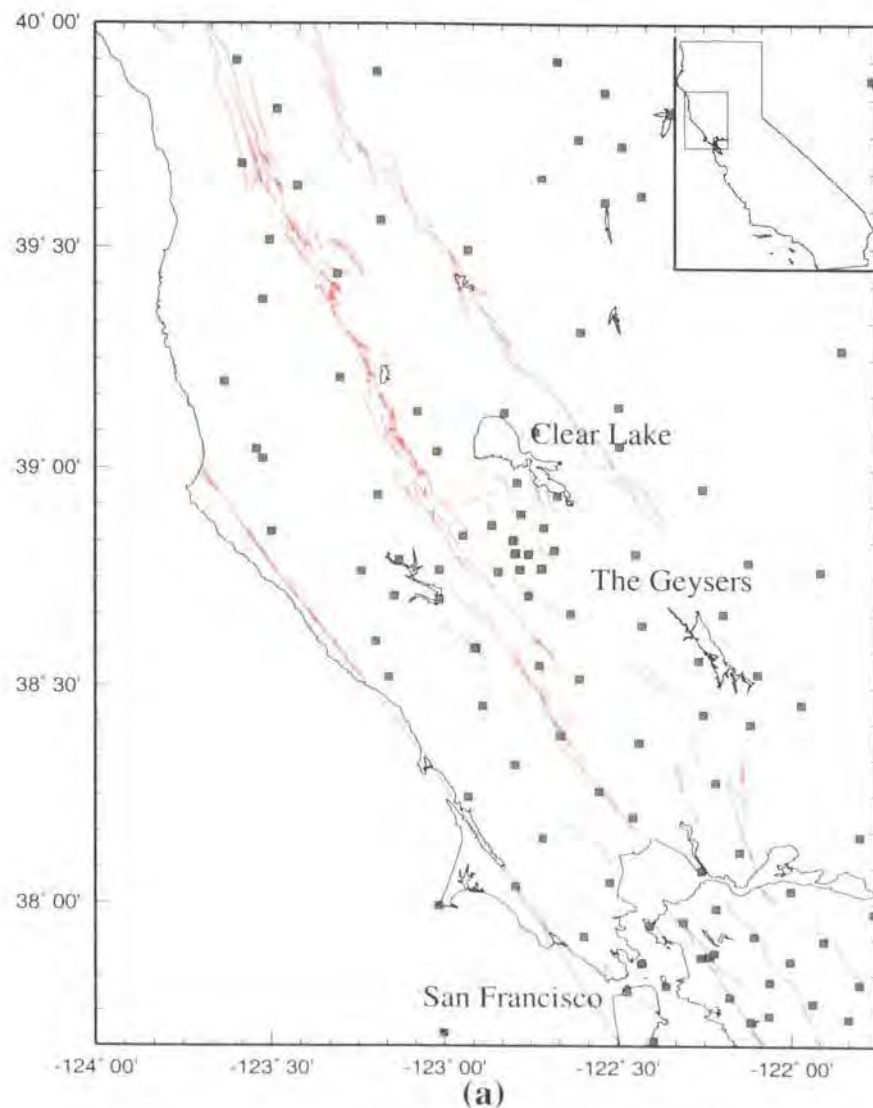 40° 00'
39° 30'
Clear Lake
39° 00'
The Geysers
38° 30'
38° 00'
San Francisco
-124° 00'
-123° 30'
-123° 00'
-122° 30'
-122° 00'
(a)